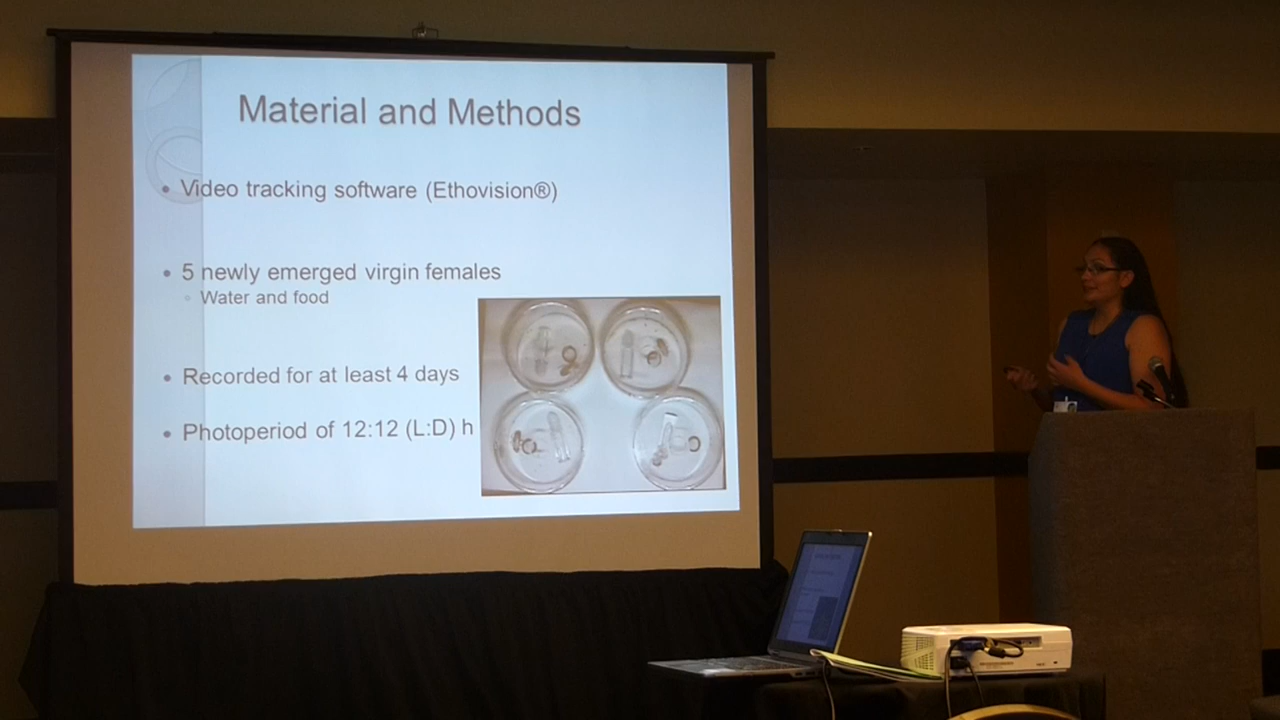 Material and Methods
• Video tracking software (Ethovision®)
• 5 newly emerged virgin females
◦ Water and food
• Recorded for at least 4 days
• Photoperiod of 12:12 (L:D) h